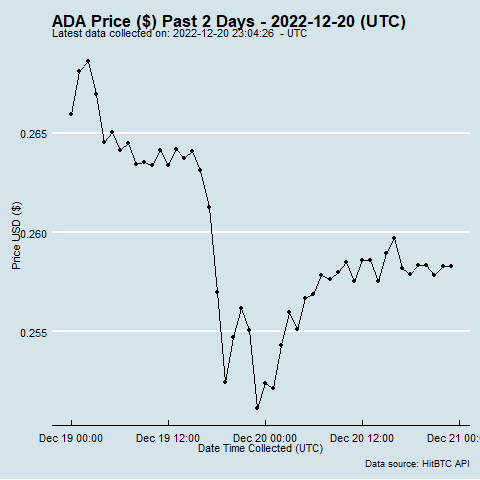 ADA Price ($) Past 2 Days - 2022-12-20 (UTC)
Latest data collected on: 2022-12-20 23:04:26 - UTC
0.265
0.260
0.255
Price USD ($)
Dec 19 00:00 Dec 19 12:00 Dec 20 00:00 Dec 20 12:00 Dec 21 00:
Date Time Collected (UTC)
Data source: HitBTC API